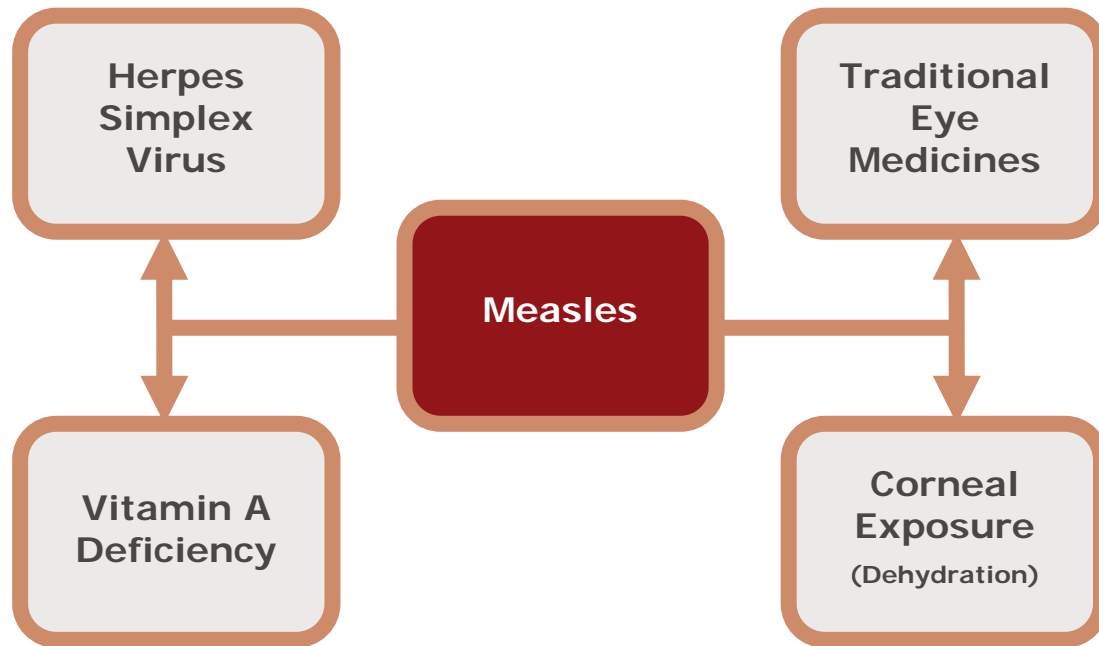 Herpes
Simplex
Virus
Traditional
Eye
Medicines
Measles
Vitamin A
Deficiency
Corneal
Exposure
(Dehydration)